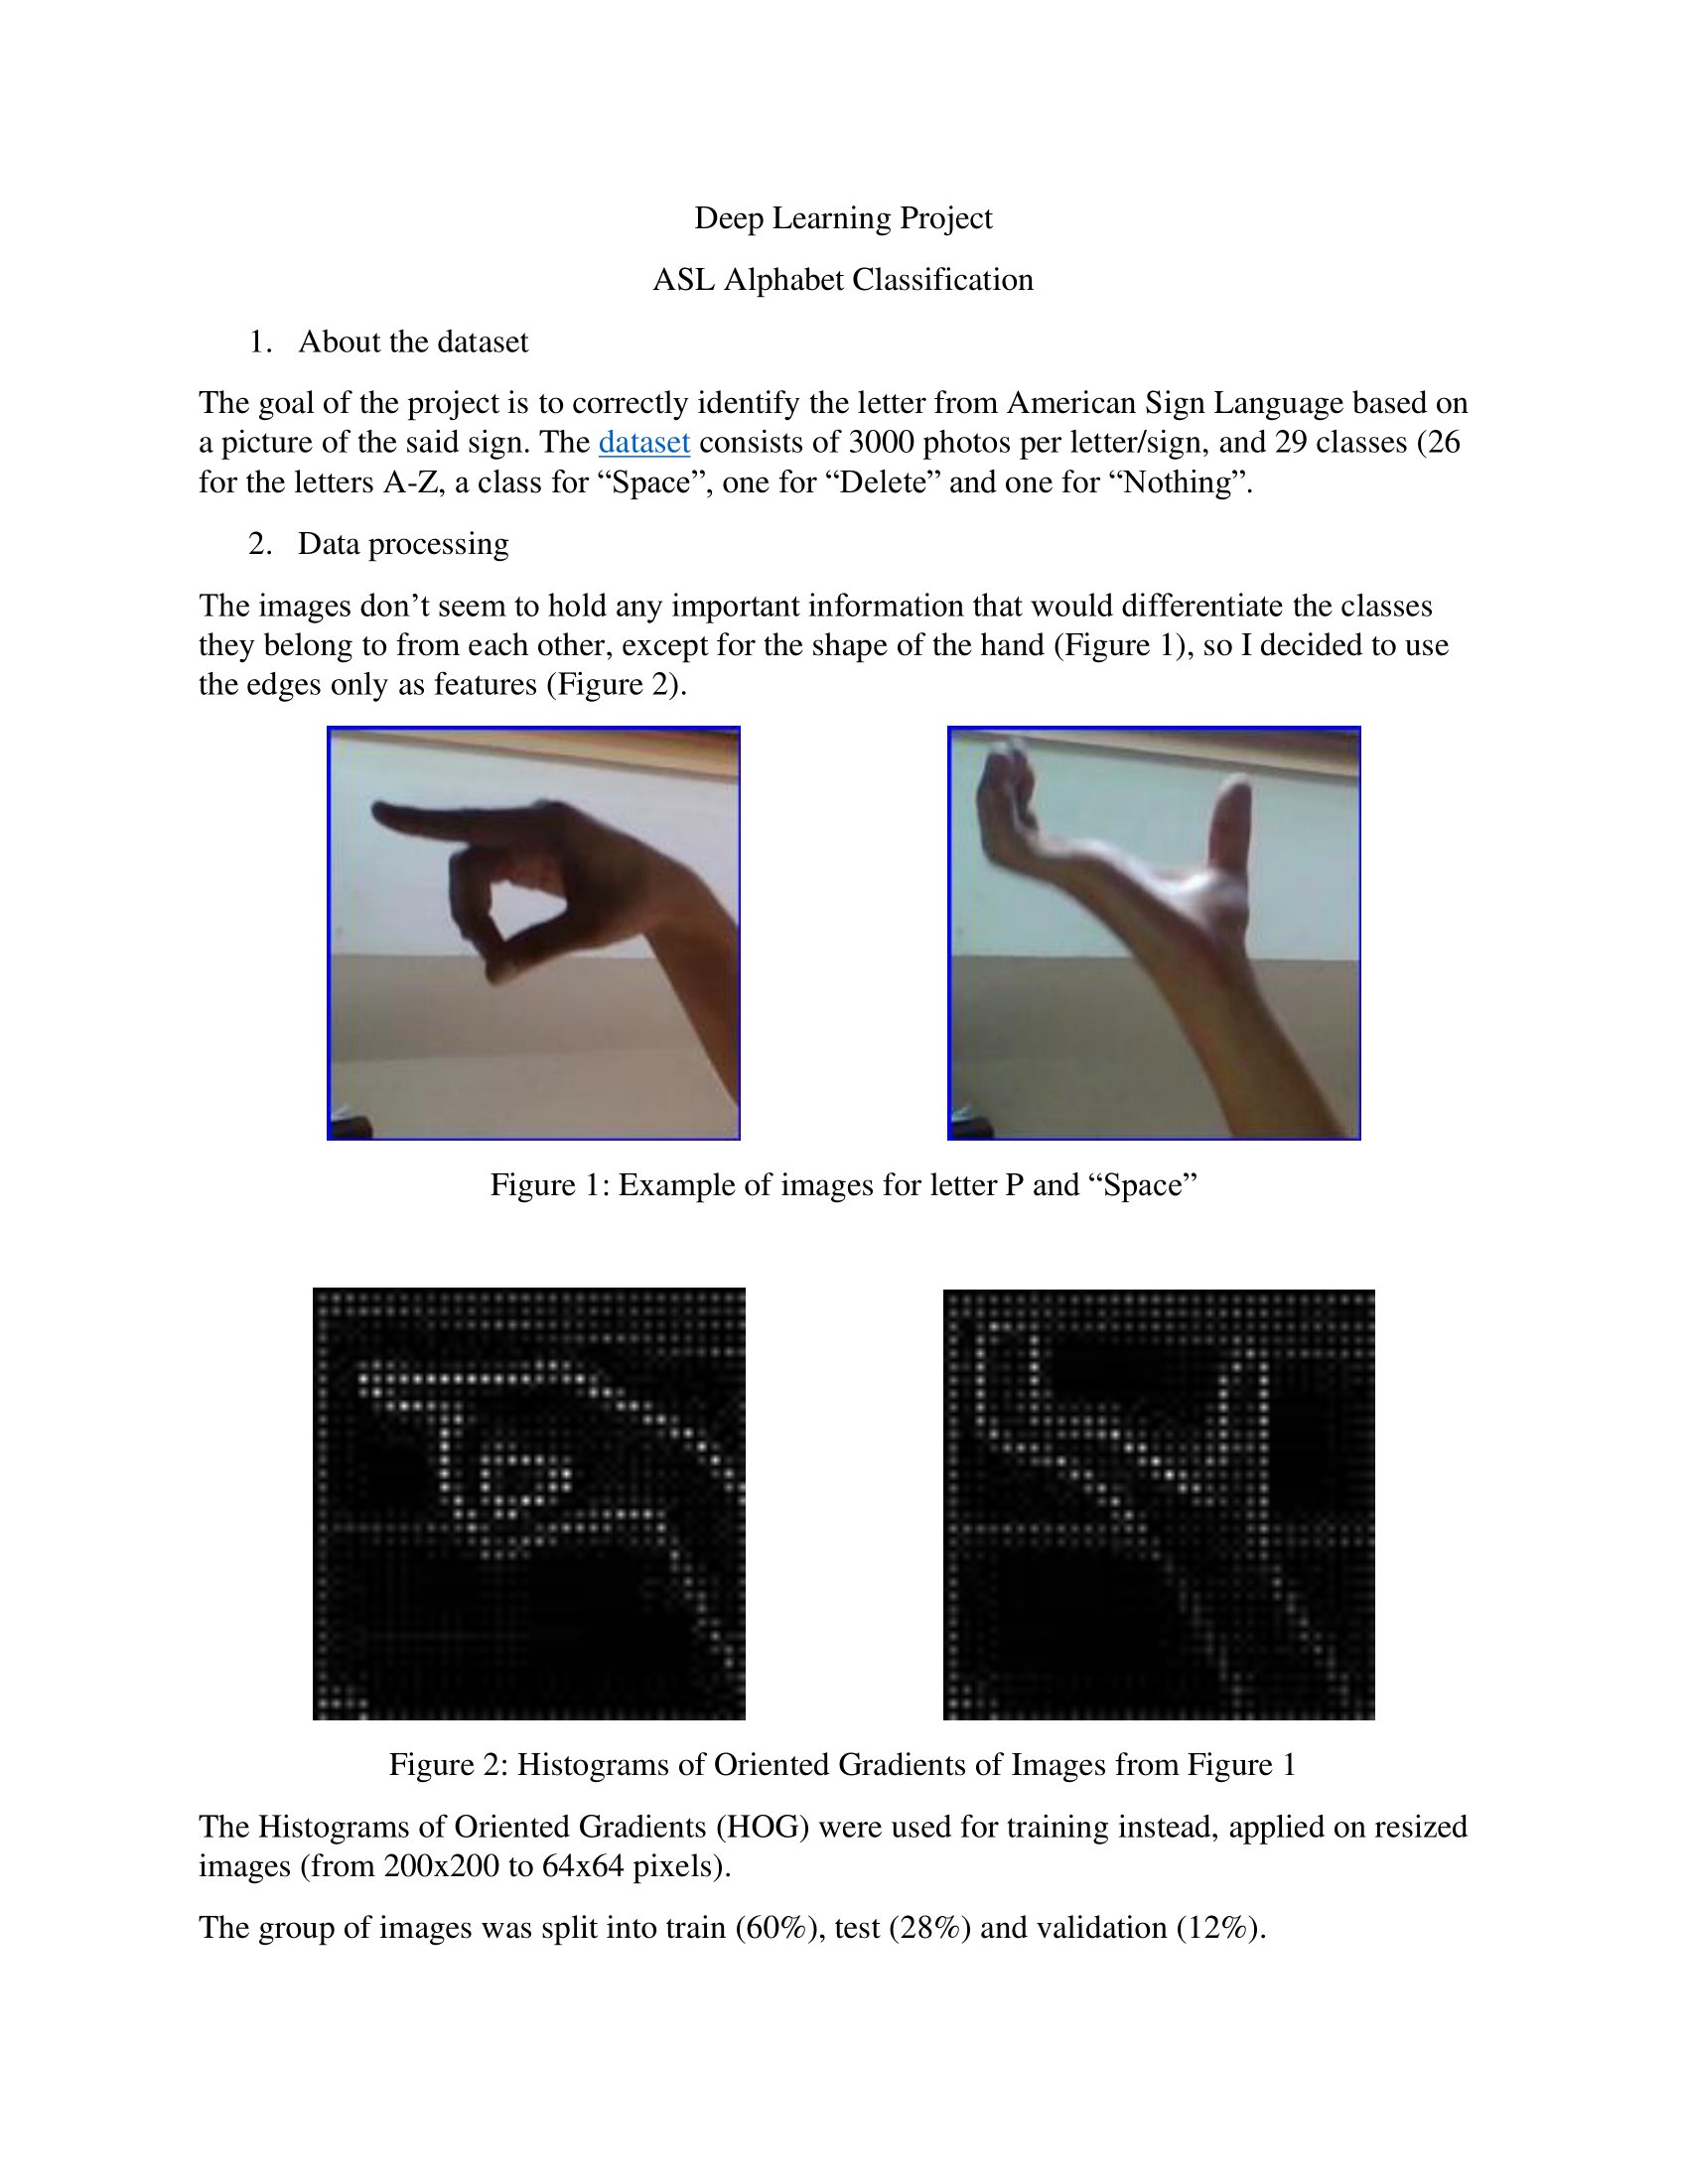 Deep Learning Project
ASL Alphabet Classification
1. About the dataset
The goal of the project is to correctly identify the letter from American Sign Language based on
a picture of the said sign. The dataset consists of 3000 photos per letter/sign, and 29 classes (26
for the letters A-Z, a class for “Space”, one for “Delete” and one for “Nothing”.
2. Data processing
The images don’t seem to hold any important information that would differentiate the classes
they belong to from each other, except for the shape of the hand (Figure 1), so I decided to use
the edges only as features (Figure 2).
Figure 1: Example of images for letter P and “Space”
Figure 2: Histograms of Oriented Gradients of Images from Figure 1
The Histograms of Oriented Gradients (HOG) were used for training instead, applied on resized
images (from 200x200 to 64x64 pixels).
The group of images was split into train (60%), test (28%) and validation (12%).